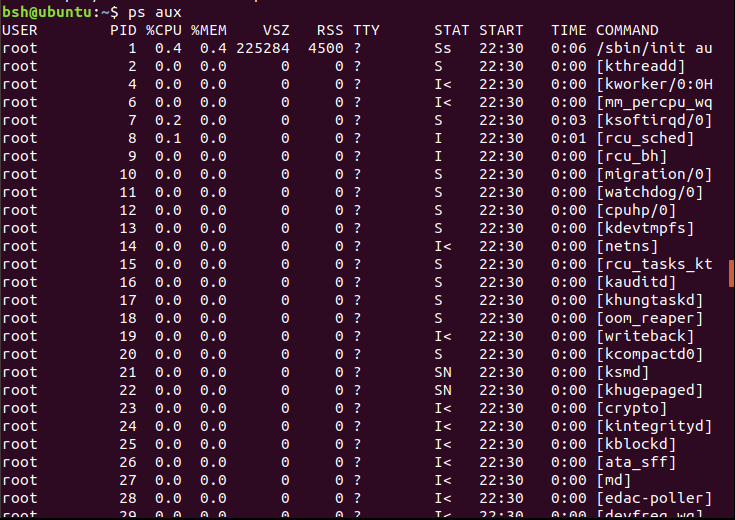 bsh@ubuntu:~$ ps aux
USER PID %CPU %MEM VSZ RSS TTY STAT START TIME COMMAND
root 1 0.4 0.4 225284 4500 ? Ss 22:30 0:06 /sbin/init au
root 2 0.0 0.0 0 0 ? S 22:30 0:00 [kthreadd]
root 4 0.0 0.0 0 0 ? I< 22:30 0:00 [kworker/0:0H
root 6 0.0 0.0 0 0 ? I< 22:30 0:00 [mm_percpu_wq
root 7 0.2 0.0 0 0 ? S 22:30 0:03 [ksoftirqd/0]
root 8 0.1 0.0 0 0 ? I 22:30 0:01 [rcu_sched]
root 9 0.0 0.0 0 0 ? I 22:30 0:00 [rcu_bh]
root 10 0.0 0.0 0 0 ? S 22:30 0:00 [migration/0]
root 11 0.0 0.0 0 0 ? S 22:30 0:00 [watchdog/0]
root 12 0.0 0.0 0 0 ? S 22:30 0:00 [cpuhp/0]
root 13 0.0 0.0 0 0 ? S 22:30 0:00 [kdevtmpfs]
root 14 0.0 0.0 0 0 ? I< 22:30 0:00 [netns]
root 15 0.0 0.0 0 0 ? S 22:30 0:00 [rcu_tasks_kt
root 16 0.0 0.0 0 0 ? S 22:30 0:00 [kauditd]
root 17 0.0 0.0 0 0 ? S 22:30 0:00 [khungtaskd]
root 18 0.0 0.0 0 0 ? S 22:30 0:00 [oom_reaper]
root 19 0.0 0.0 0 0 ? I< 22:30 0:00 [writeback]
root 20 0.0 0.0 0 0 ? S 22:30 0:00 [kcompactd0]
root 21 0.0 0.0 0 0 ? SN 22:30 0:00 [ksmd]
root 22 0.0 0.0 0 0 ? SN 22:30 0:00 [khugepaged]
root 23 0.0 0.0 0 0 ? I< 22:30 0:00 [crypto]
root 24 0.0 0.0 0 0 ? I< 22:30 0:00 [kintegrityd]
root 25 0.0 0.0 0 0 ? I< 22:30 0:00 [kblockd]
root 26 0.0 0.0 0 0 ? I< 22:30 0:00 [ata_sff]
root 27 0.0 0.0 0 0 ? I< 22:30 0:00 [md]
root 28 0.0 0.0 0 0 ? I< 22:30 0:00 [edac-poller]
root 29 0.0 0.0 0 0 ? I< 22:30 0:00 [devfreq_wq]